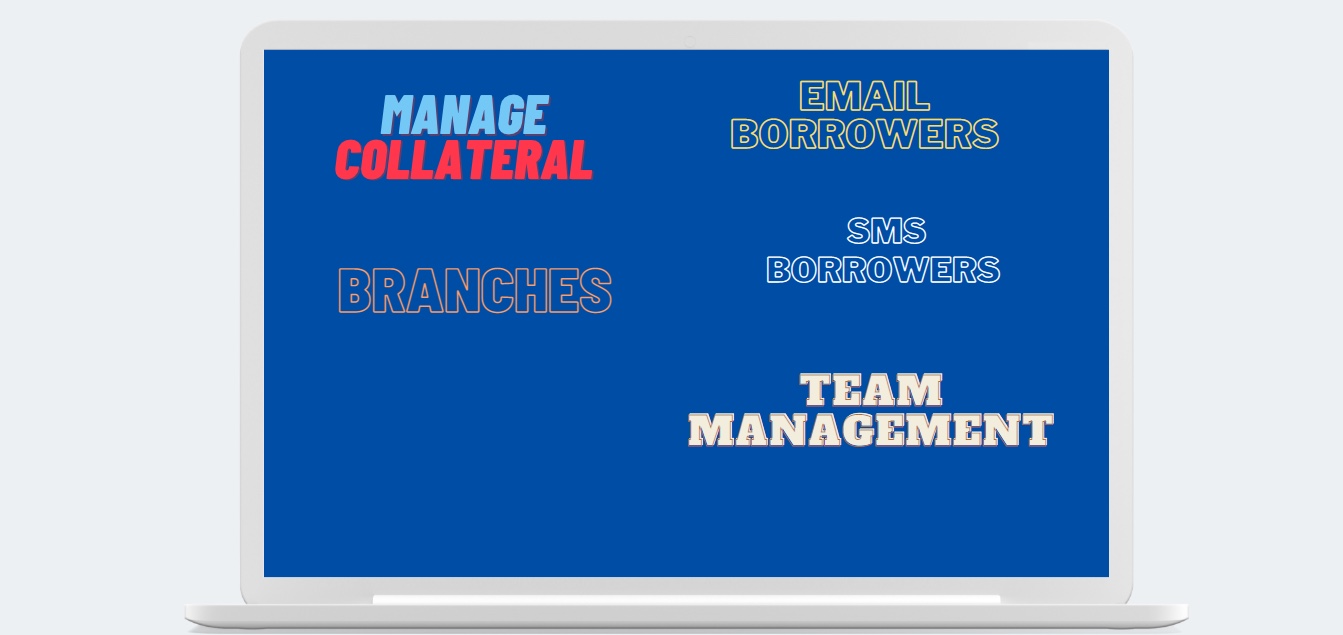 MANAGE
COLLATERAL
BRANCHES
EMAIL
BORROWERS
SMS
BORROWERS
TEAM
MANAGEMENT